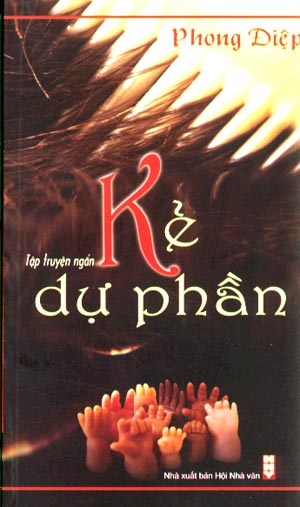 Phong Điệp
Tập truyện ngắn
Kẻ
dự phần
Nhà xuất bản Hội Nhà văn